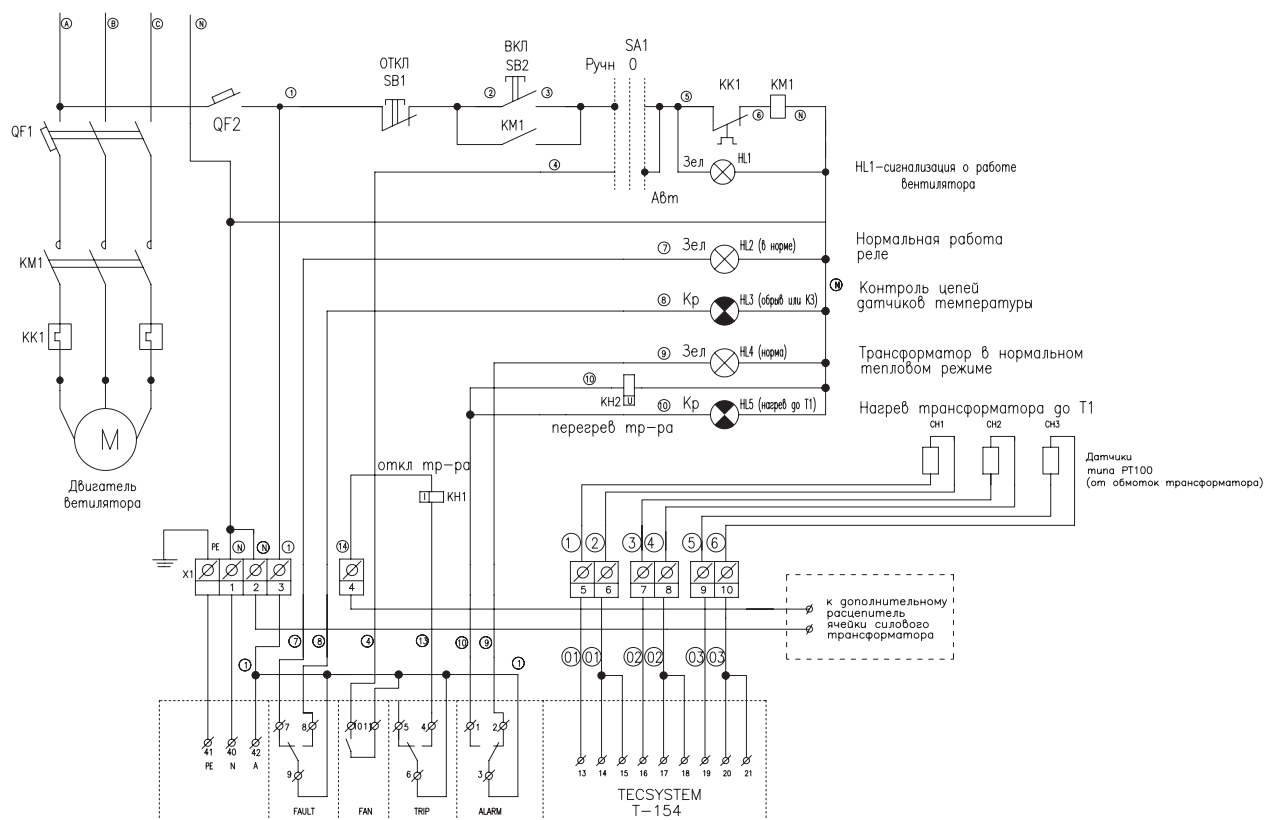 A B C N
QF1
QF2
1
ОТКЛ
SB1
ВКЛ
SB2
2 3
KM1
SA1
Ручн 0
Авт
4
5
KK1
KM1
6 N
Зел HL1
HL1-сигнализация о работе
вентилятора
7 Зел HL2 (в норме)
Нормальная работа
реле
N
8 Кр HL3 (обрыв или КЗ)
Контроль цепей
датчиков температуры
9 Зел HL4 (норма)
Трансформатор в нормальном
тепловом режиме
10
KH2 U
10 Кр HL5 (нагрев до Т1)
перегрев тр-ра
Нагрев трансформатора до Т1
KM1
KK1
M
Двигатель
ветилятора
CH1 CH2 CH3
Датчики
типа РТ100
(от обмоток трансформатора)
откл тр-ра
I KH1
PE N N 1
14
1 2 3 4 5 6
X1
1 2 3
4
5 6 7 8 9 10
к дополнительному
расцепитель
ячейки силового
трансформатора
7 8 4 13 10 9
1 1
01 01 02 02 03 03
41 40 42
PE N A
7 8
9
FAULT
10 11
FAN
5 4
6
TRIP
1 2
3
ALARM
13 14 15 16 17 18 19 20 21
TECSYSTEM
T-154